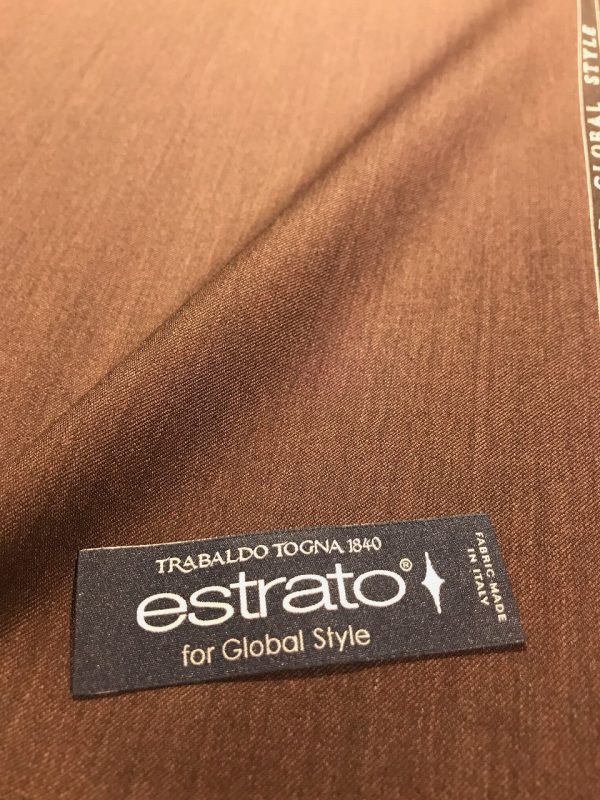 GLOBAL STYLE
TRABALDO TOGNA 1840
estrato®
for Global Style
FABRIC MADE
IN ITALY